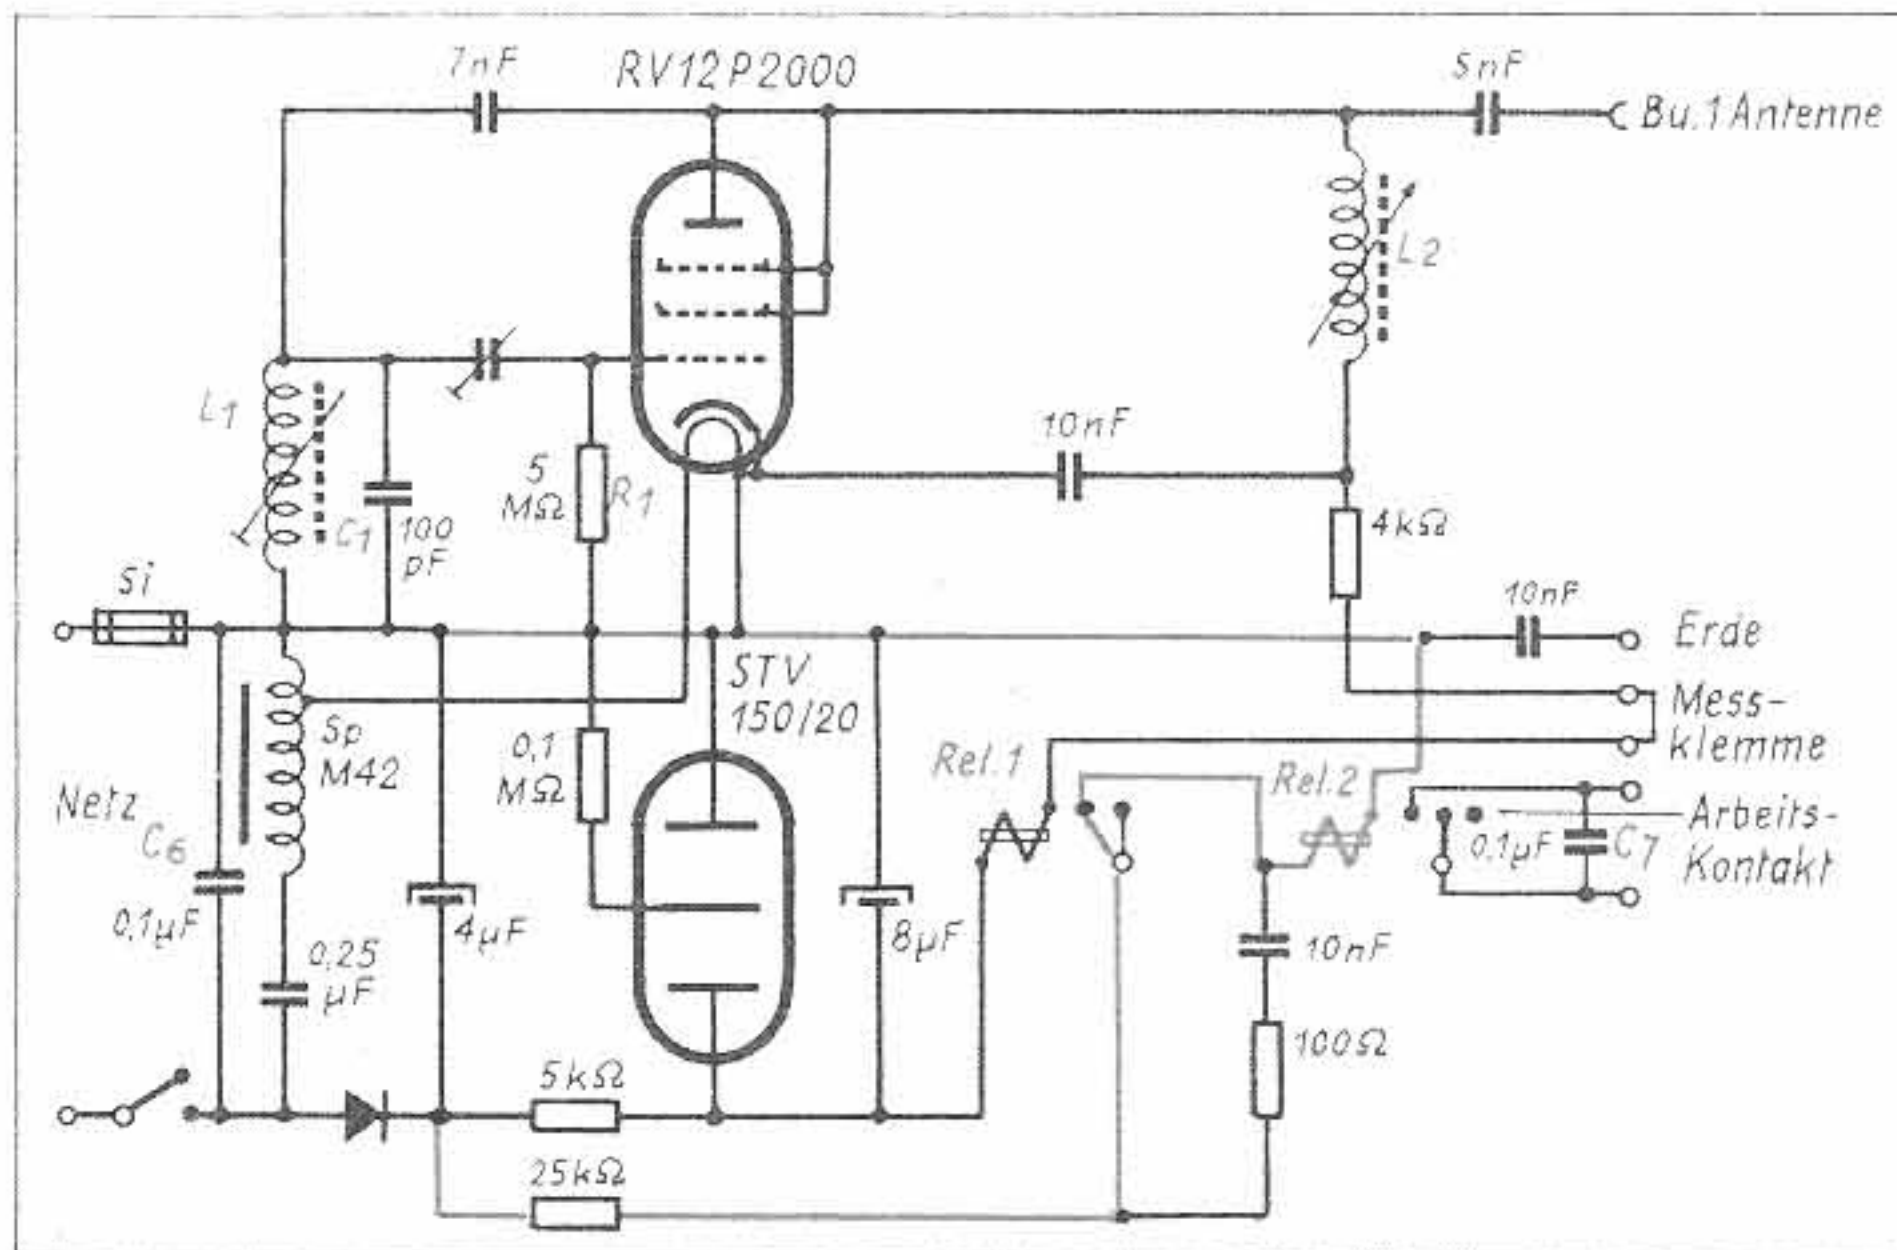 7nF
RV12P2000
5nF
Bu.1 Antenne
L2
L1
10nF
5
MΩ
R1
C1
100
pF
4kΩ
Si
10nF
Erde
STV
150/20
Mess-
klemme
Sp
M42
0,1
MΩ
Rel.1
Rel.2
Netz
C6
Arbeits-
Kontakt
0,1µF
C7
0,1µF
4µF
8µF
0,25
µF
10nF
100Ω
5kΩ
25kΩ